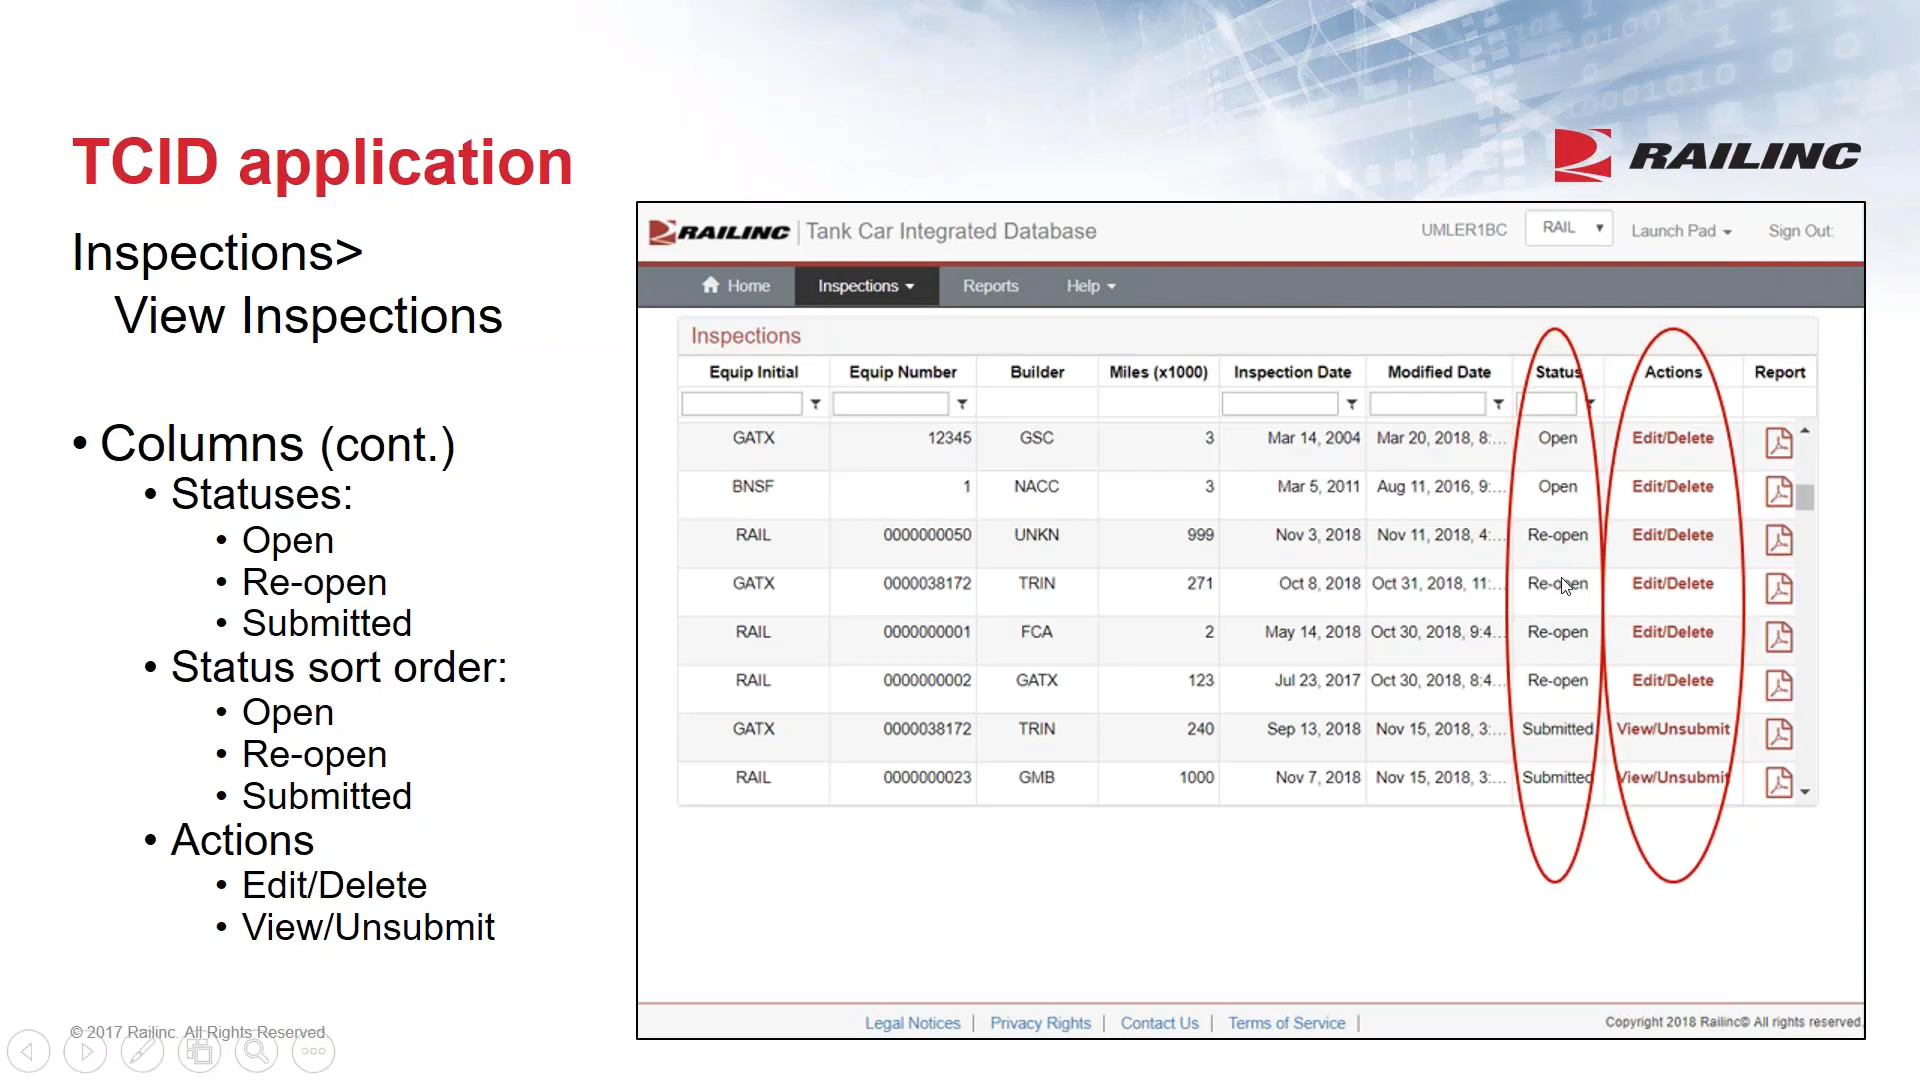 TCID application
RAILINC
Inspections>
View Inspections
• Columns (cont.)
• Statuses:
• Open
• Re-open
• Submitted
• Status sort order:
• Open
• Re-open
• Submitted
• Actions
• Edit/Delete
• View/Unsubmit
RAILINC | Tank Car Integrated Database UMLER1BC RAIL Launch Pad Sign Out:
Home Inspections Reports Help
Inspections
Equip Initial Equip Number Builder Miles (x1000) Inspection Date Modified Date Status Actions Report
GATX 12345 GSC 3 Mar 14, 2004 Mar 20, 2018, 8:... Open Edit/Delete
BNSF 1 NACC 3 Mar 5, 2011 Aug 11, 2016, 9:... Open Edit/Delete
RAIL 0000000050 UNKN 999 Nov 3, 2018 Nov 11, 2018, 4:... Re-open Edit/Delete
GATX 0000038172 TRIN 271 Oct 8, 2018 Oct 31, 2018, 11:... Re-open Edit/Delete
RAIL 0000000001 FCA 2 May 14, 2018 Oct 30, 2018, 9:4... Re-open Edit/Delete
RAIL 0000000002 GATX 123 Jul 23, 2017 Oct 30, 2018, 8:4... Re-open Edit/Delete
GATX 0000038172 TRIN 240 Sep 13, 2018 Nov 15, 2018, 3:... Submitted View/Unsubmit
RAIL 0000000023 GMB 1000 Nov 7, 2018 Nov 15, 2018, 3:... Submitted View/Unsubmit
Legal Notices | Privacy Rights | Contact Us | Terms of Service |
Copyright 2018 Railinc© All rights reserved.
© 2017 Railinc. All Rights Reserved.